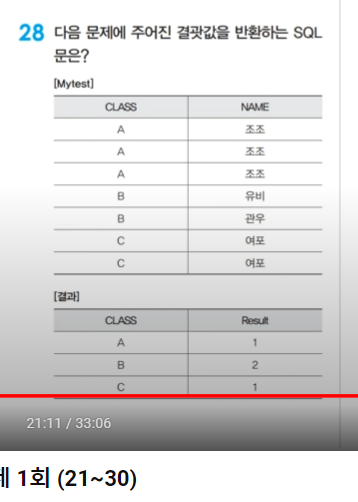 28 다음 문제에 주어진 결괏값을 반환하는 SQL
문은?
[Mytest]
CLASS NAME
A 조조
A 조조
A 조조
B 유비
B 관우
C 여포
C 여포
[결과]
CLASS Result
A 1
B 2
C 1
21:11 / 33:06
제 1회 (21~30)